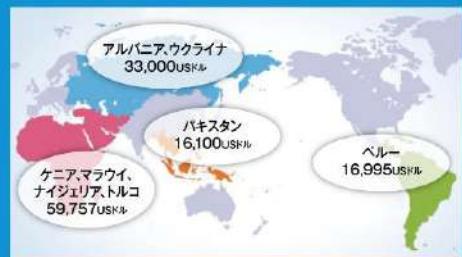 アルバニア、ウクライナ
33,000USドル
パキスタン
16,100USドル
ペルー
16,995USドル
ケニア、マラウイ、
ナイジェリア、トルコ
59,757USドル